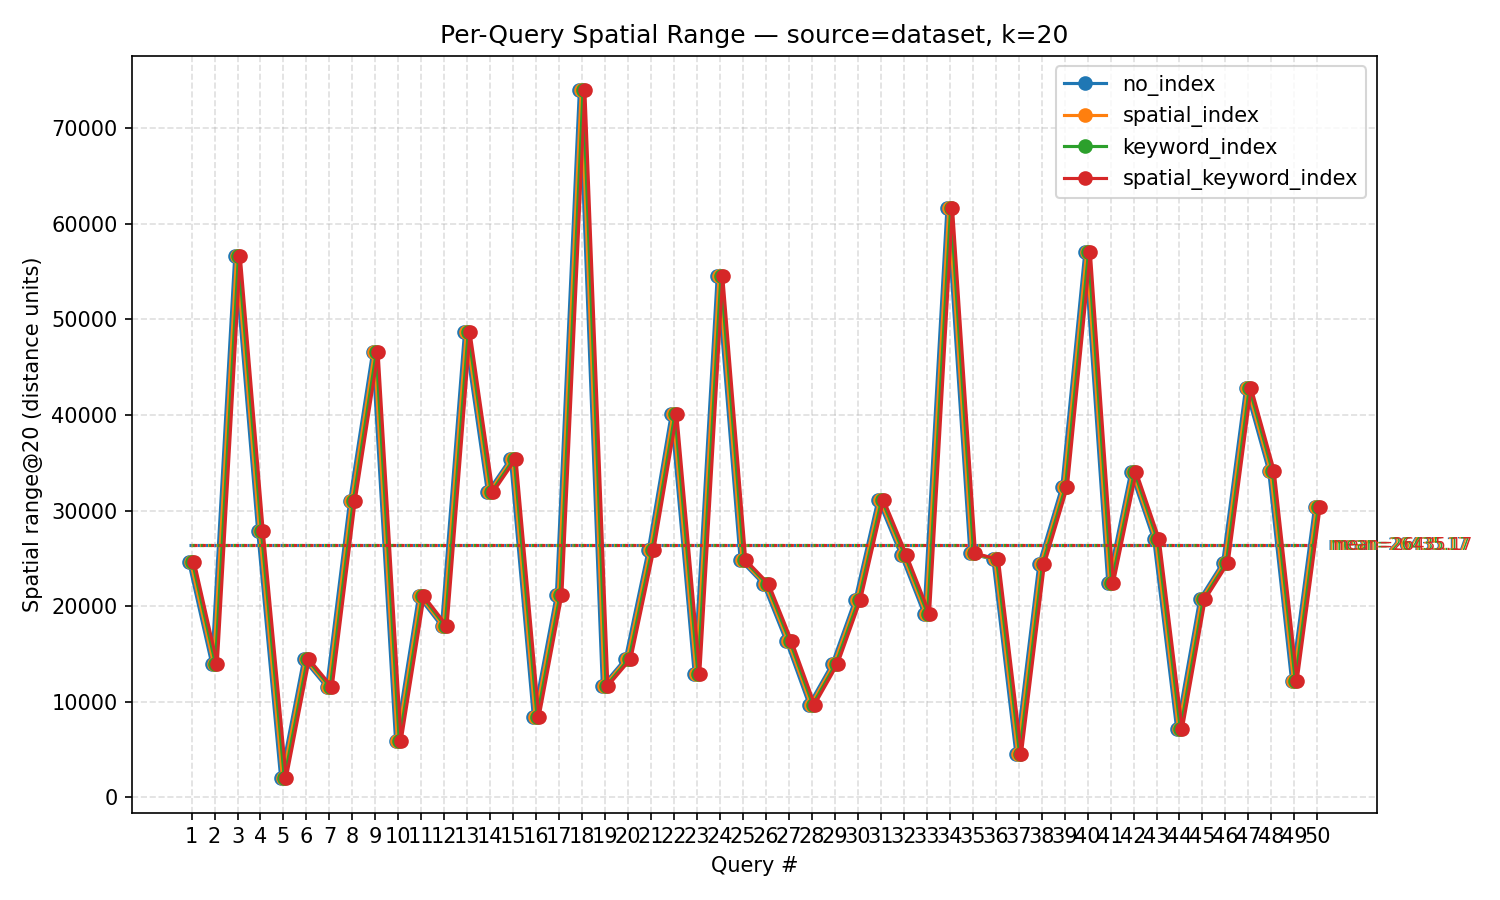 Per-Query Spatial Range — source=dataset, k=20
no_index
spatial_index
keyword_index
spatial_keyword_index
Spatial range@20 (distance units)
70000
60000
50000
40000
30000
20000
10000
0
mean=26435.17
1 2 3 4 5 6 7 8 9 10 11 12 13 14 15 16 17 18 19 20 21 22 23 24 25 26 27 28 29 30 31 32 33 34 35 36 37 38 39 40 41 42 43 44 45 46 47 48 49 50
Query #